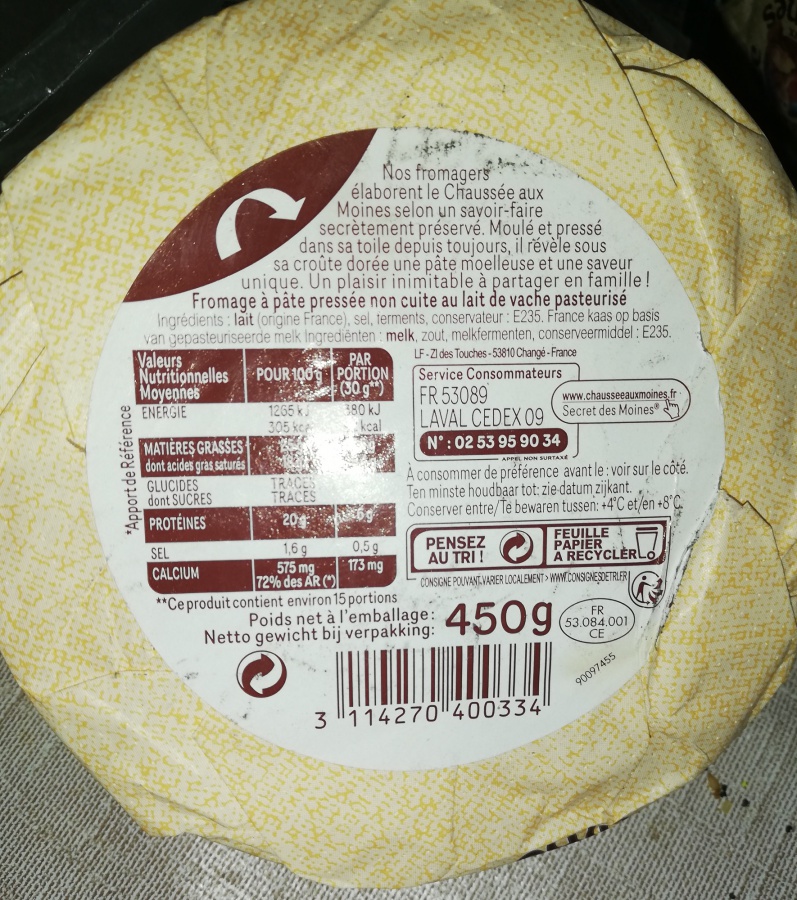 Nos fromagers
élaborent le Chaussée aux
Moines selon un savoir-faire
secrètement préservé. Moulé et pressé
dans sa toile depuis toujours, il révèle sous
sa croûte dorée une pâte moelleuse et une saveur
unique. Un plaisir inimitable à partager en famille !
Fromage à pâte pressée non cuite au lait de vache pasteurisé
Ingrédients : lait (origine France), sel, ferments, conservateur : E235. France kaas op basis
van gepasteuriseerde melk Ingrediënten : melk, zout, melkfermenten, conserveermiddel : E235.
Valeurs Nutritionnelles Moyennes POUR 100 g PAR PORTION (30 g**)
ENERGIE 1265 kJ 380 kJ
305 kcal kcal
MATIÈRES GRASSES
dont acides gras saturés
GLUCIDES TRACES
dont SUCRES TRACES
PROTÉINES 20 g 6 g
SEL 1,6 g 0,5 g
CALCIUM 575 mg 173 mg
72% des AR (*)
*Apport de Référence
**Ce produit contient environ 15 portions
LF - ZI des Touches - 53810 Changé - France
Service Consommateurs
FR 53089
LAVAL CEDEX 09
N° : 02 53 95 90 34
APPEL NON SURTAXÉ
www.chausseeauxmoines.fr
Secret des Moines®
À consommer de préférence avant le : voir sur le côté.
Ten minste houdbaar tot: zie datum zijkant.
Conserver entre/Te bewaren tussen: +4°C et/en +8°C
PENSEZ
AU TRI !
FEUILLE
PAPIER
A RECYCLER
CONSIGNE POUVANT VARIER LOCALEMENT > WWW.CONSIGNESDETRI.FR
Poids net à l'emballage:
Netto gewicht bij verpakking:
450g
FR
53.084.001
CE
90097455
3 114270 400334